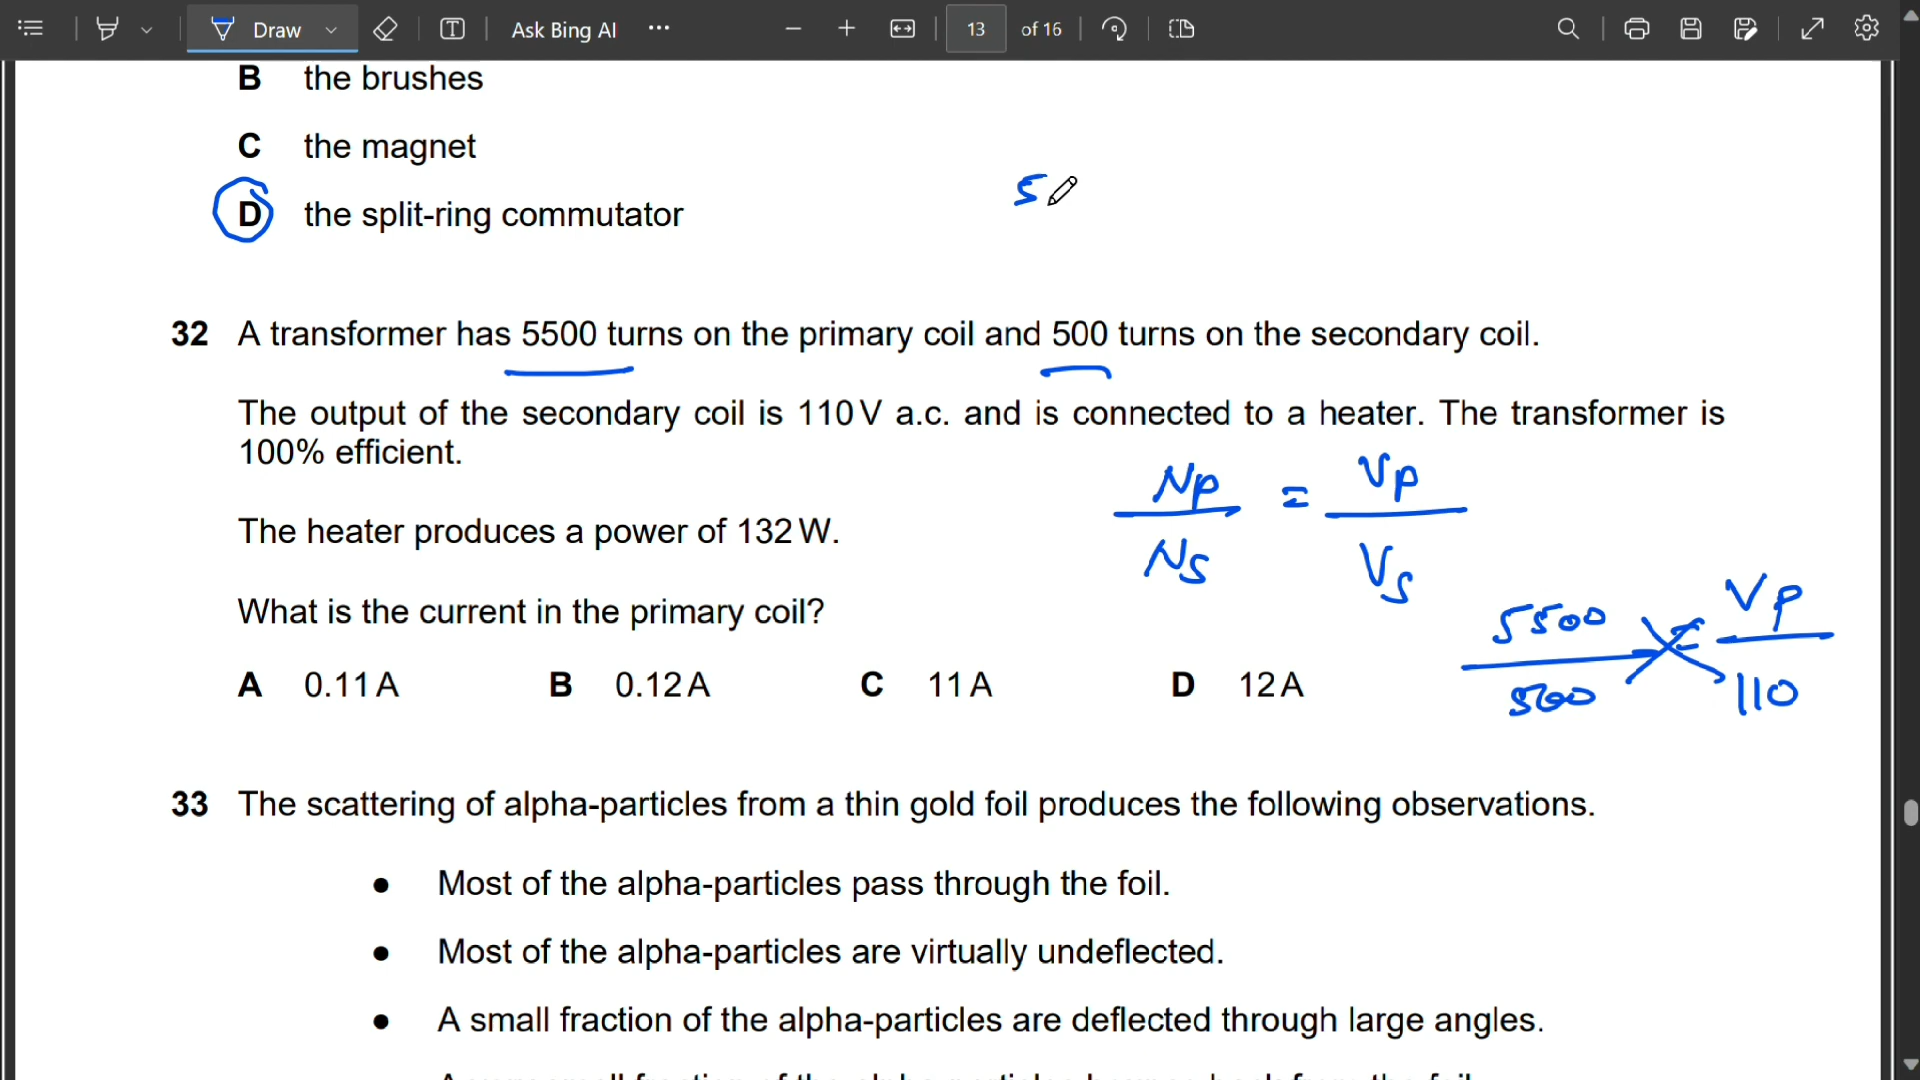 Draw
Ask Bing AI
13 of 16
B the brushes
C the magnet
D the split-ring commutator
5
32 A transformer has 5500 turns on the primary coil and 500 turns on the secondary coil.
The output of the secondary coil is 110 V a.c. and is connected to a heater. The transformer is
100% efficient.
Np / Ns = Vp / Vs
The heater produces a power of 132 W.
5500 / 500 = Vp / 110
What is the current in the primary coil?
A 0.11 A B 0.12 A C 11 A D 12 A
33 The scattering of alpha-particles from a thin gold foil produces the following observations.
• Most of the alpha-particles pass through the foil.
• Most of the alpha-particles are virtually undeflected.
• A small fraction of the alpha-particles are deflected through large angles.